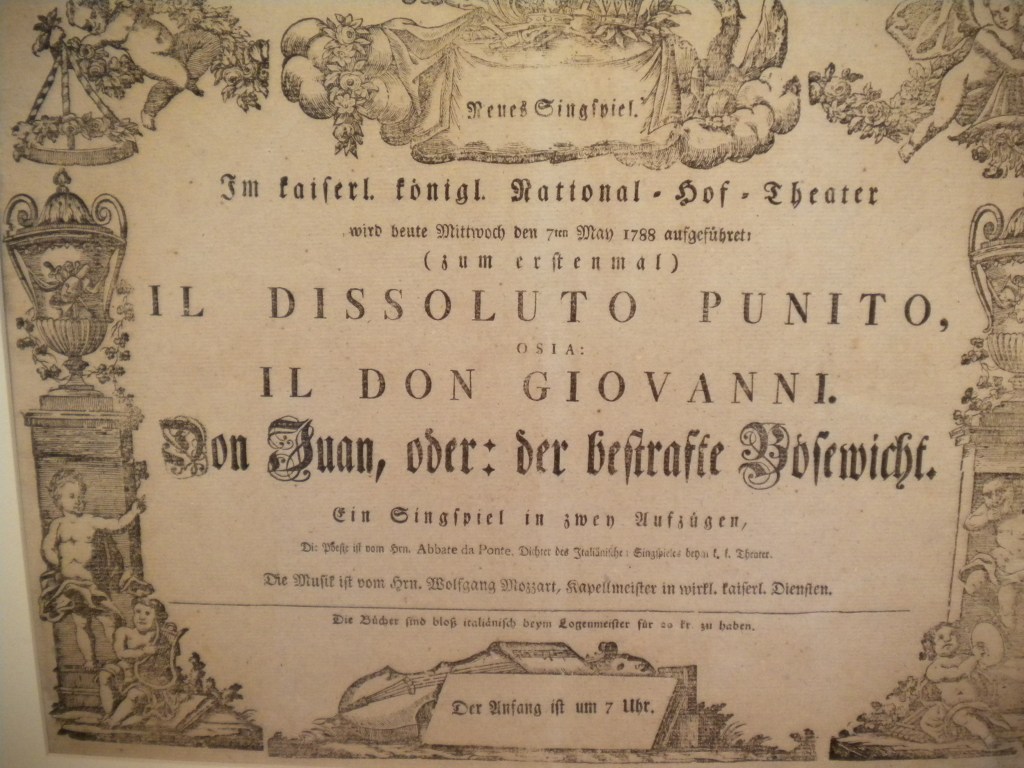 Neues Singspiel.
Im kaiserl. königl. National-Hof-Theater
wird heute Mittwoch den 7ten May 1788 aufgeführet:
(zum erstenmal)
IL DISSOLUTO PUNITO,
OSIA:
IL DON GIOVANNI.
Don Juan, oder: der bestrafte Bösewicht.
Ein Singspiel in zwey Aufzügen,
Die Poesie ist vom Hrn. Abbate da Ponte, Dichter des Italiänischen Singspieles beym k. k. Theater.
Die Musik ist vom Hrn. Wolfgang Mozzart, Kapellmeister in wirkl. kaiserl. Diensten.
Die Bücher sind bloß italiänisch beym Logenmeister für 20 kr. zu haben.
Der Anfang ist um 7 Uhr.